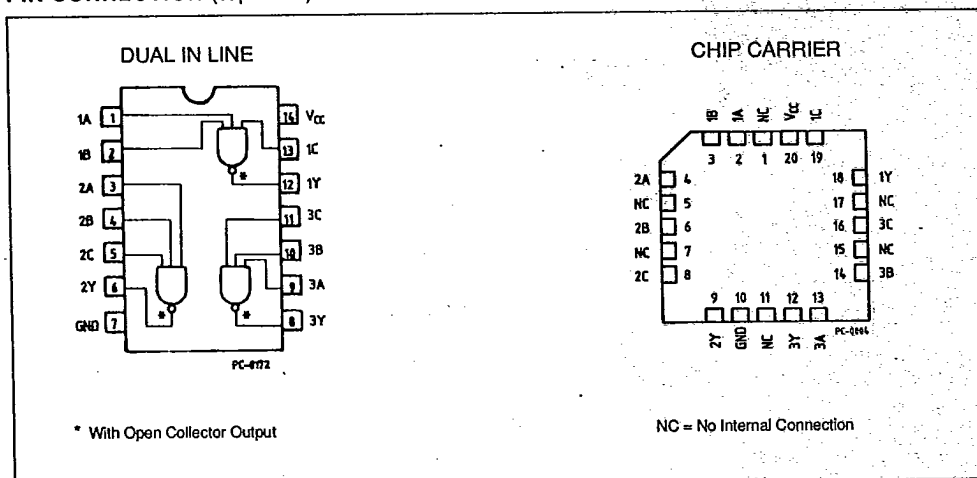 DUAL IN LINE
1A 1
1B 2
2A 3
2B 4
2C 5
2Y 6
GND 7
14 VCC
13 1C
12 1Y
11 3C
10 3B
9 3A
8 3Y
*
*
*
PC-0172
* With Open Collector Output
CHIP CARRIER
1B 1A NC VCC 1C
3 2 1 20 19
2A 4
NC 5
2B 6
NC 7
2C 8
18 1Y
17 NC
16 3C
15 NC
14 3B
9 10 11 12 13
2Y GND NC 3Y 3A
NC = No Internal Connection